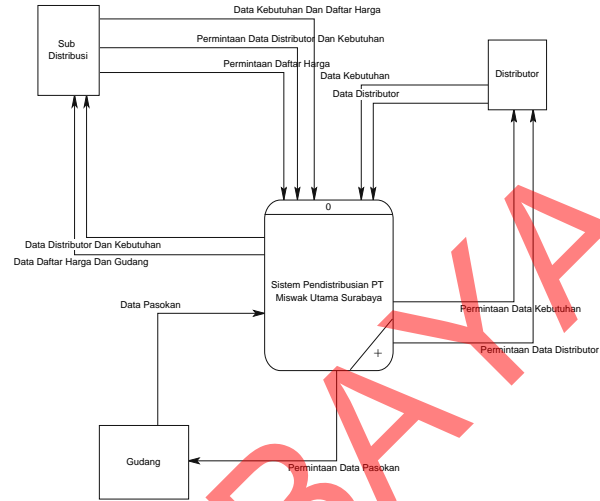 Data Kebutuhan Dan Daftar Harga
Sub
Distribusi
Permintaan Data Distributor Dan Kebutuhan
Permintaan Daftar Harga
Data Kebutuhan
Distributor
Data Distributor
0
Data Distributor Dan Kebutuhan
Data Daftar Harga Dan Gudang
Sistem Pendistribusian PT
Miswak Utama Surabaya
Data Pasokan
Permintaan Data Kebutuhan
Permintaan Data Distributor
+
Gudang
Permintaan Data Pasokan
BAYA